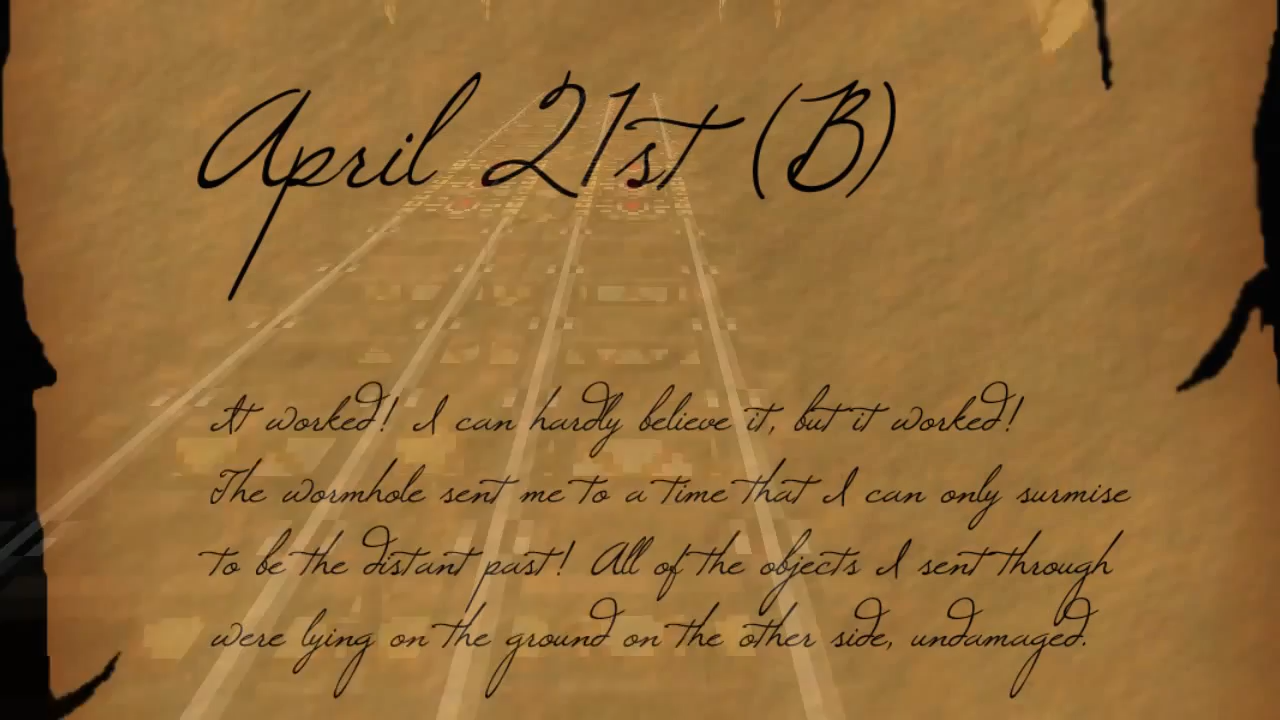 April 21st (B)
It worked! I can hardly believe it, but it worked!
The wormhole sent me to a time that I can only surmise
to be the distant past! All of the objects I sent through
were lying on the ground on the other side, undamaged.